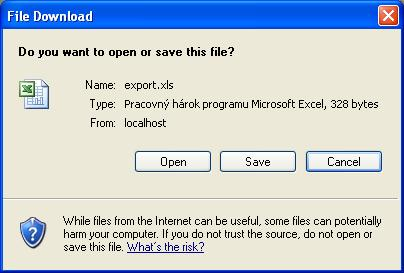 File Download
Do you want to open or save this file?
Name: export.xls
Type: Pracovný hárok programu Microsoft Excel, 328 bytes
From: localhost
Open Save Cancel
While files from the Internet can be useful, some files can potentially
harm your computer. If you do not trust the source, do not open or
save this file. What's the risk?